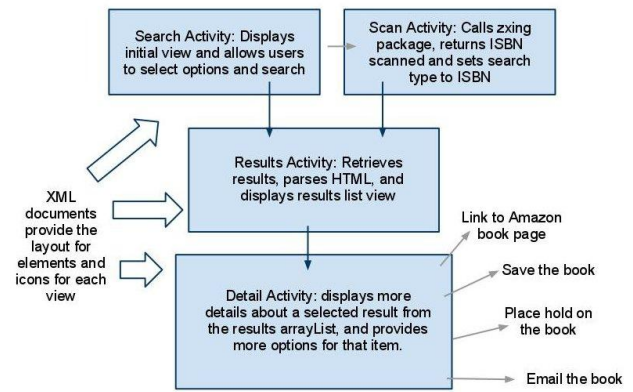 Search Activity: Displays
initial view and allows users
to select options and search
Scan Activity: Calls zxing
package, returns ISBN
scanned and sets search
type to ISBN
Results Activity: Retrieves
results, parses HTML, and
displays results list view
XML
documents
provide the
layout for
elements and
icons for each
view
Detail Activity: displays more
details about a selected result from
the results arrayList, and provides
more options for that item.
Link to Amazon
book page
Save the book
Place hold on
the book
Email the book